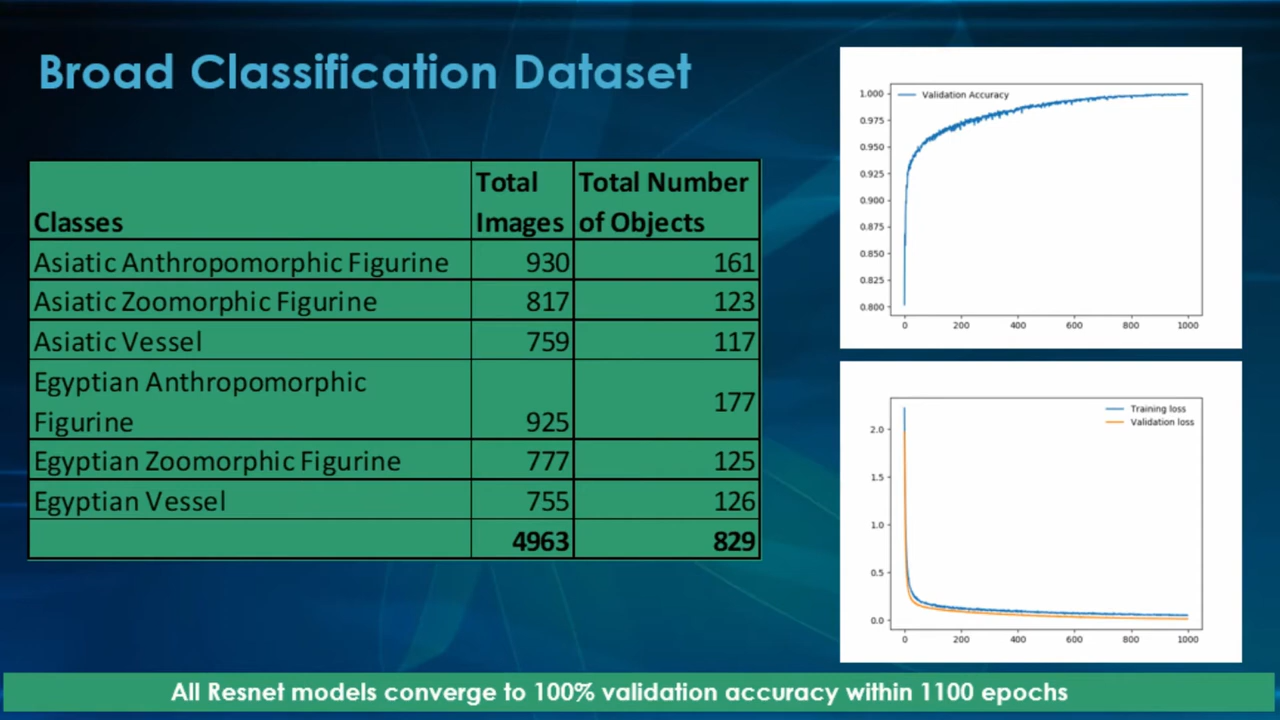 Broad Classification Dataset
Classes Total Images Total Number of Objects
Asiatic Anthropomorphic Figurine 930 161
Asiatic Zoomorphic Figurine 817 123
Asiatic Vessel 759 117
Egyptian Anthropomorphic Figurine 925 177
Egyptian Zoomorphic Figurine 777 125
Egyptian Vessel 755 126
4963 829
Validation Accuracy
1.000
0.975
0.950
0.925
0.900
0.875
0.850
0.825
0.800
0 200 400 600 800 1000
Training loss
Validation loss
2.0
1.5
1.0
0.5
0.0
0 200 400 600 800 1000
All Resnet models converge to 100% validation accuracy within 1100 epochs